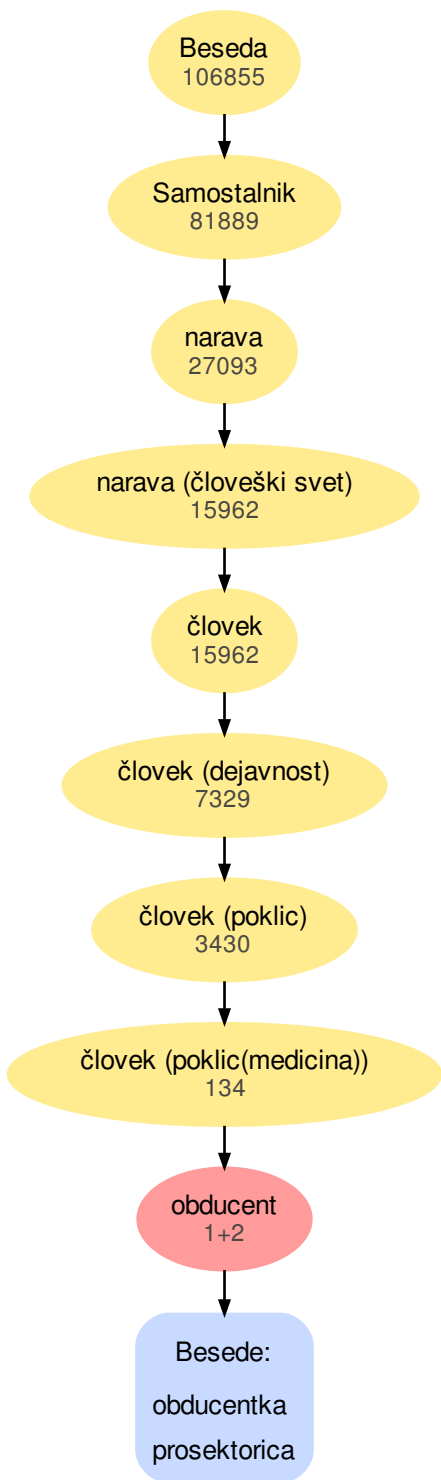 Beseda
106855
Samostalnik
81889
narava
27093
narava (človeški svet)
15962
človek
15962
človek (dejavnost)
7329
človek (poklic)
3430
človek (poklic(medicina))
134
obducent
1+2
Besede:
obducentka
prosektorica